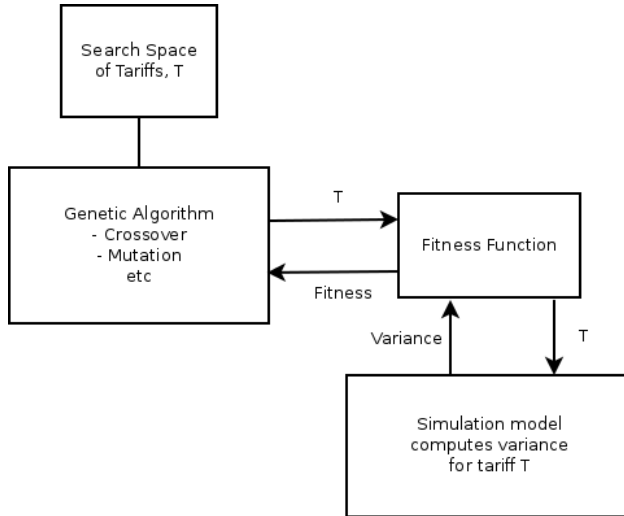 Search Space
of Tariffs, T
Genetic Algorithm
- Crossover
- Mutation
etc
T
Fitness
Fitness Function
Variance
T
Simulation model
computes variance
for tariff T